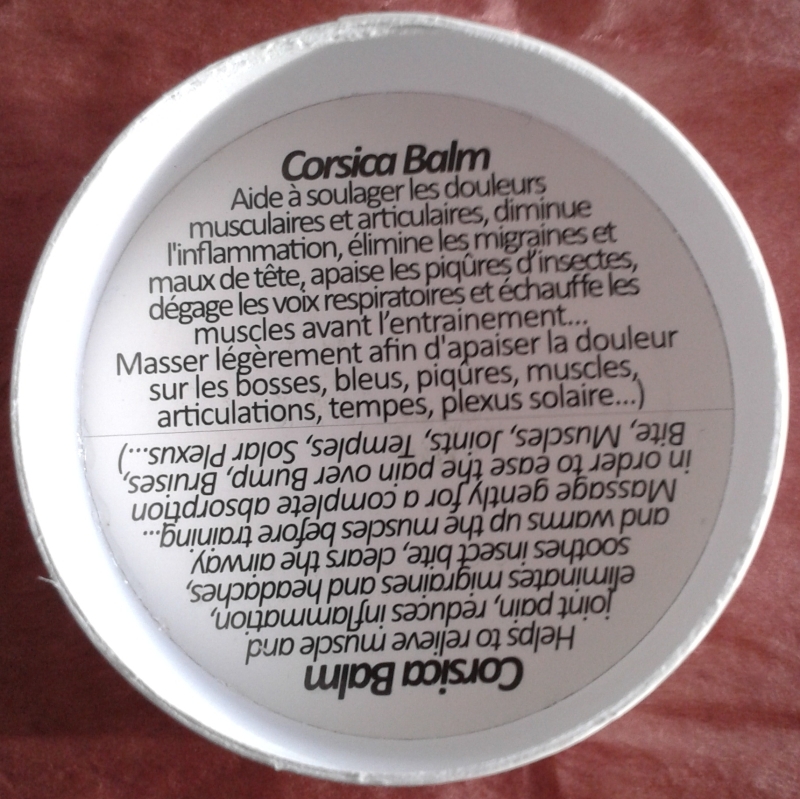 Corsica Balm
Aide à soulager les douleurs
musculaires et articulaires, diminue
l'inflammation, élimine les migraines et
maux de tête, apaise les piqûres d'insectes,
dégage les voix respiratoires et échauffe les
muscles avant l'entrainement...
Masser légèrement afin d'apaiser la douleur
sur les bosses, bleus, piqûres, muscles,
articulations, tempes, plexus solaire...)
Corsica Balm
Helps to relieve muscle and
joint pain, reduces inflammation,
eliminates migraines and headaches,
soothes insect bite, clears the airway
and warms up the muscles before training...
Massage gently for a complete absorption
in order to ease the pain over Bump, Bruises,
Bite, Muscles, Joints, Temples, Solar Plexus...)